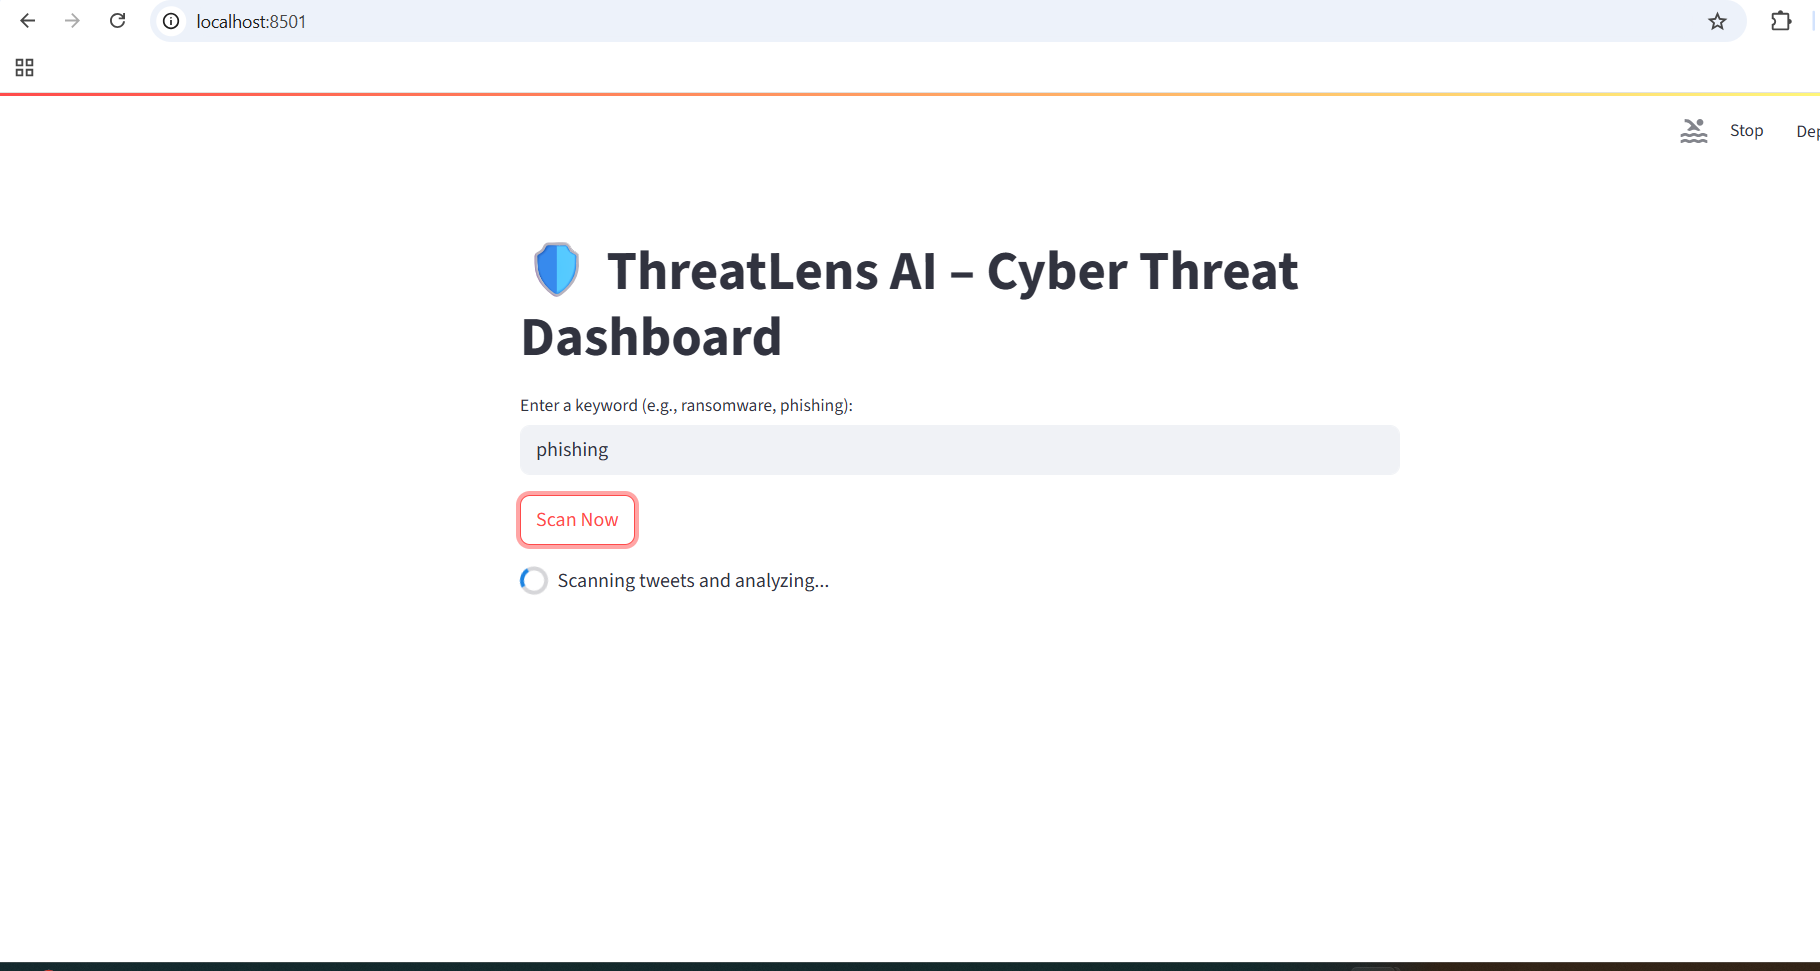 localhost:8501
Stop
ThreatLens AI – Cyber Threat
Dashboard
Enter a keyword (e.g., ransomware, phishing):
phishing
Scan Now
Scanning tweets and analyzing...